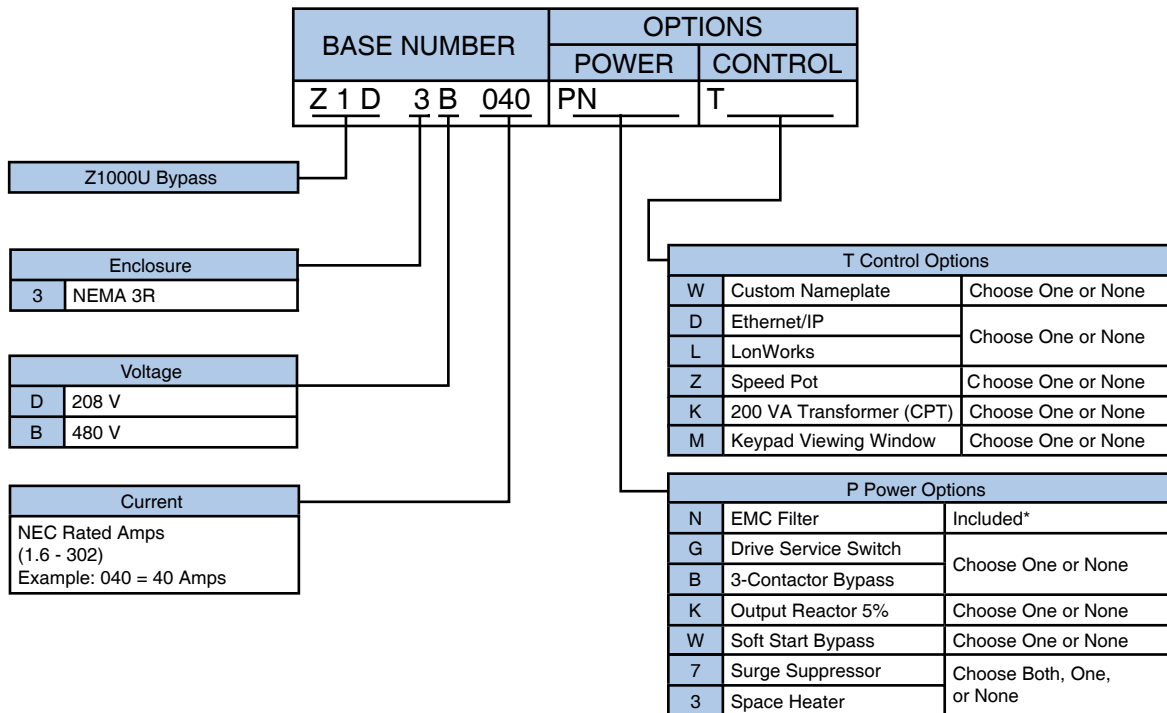 BASE NUMBER
OPTIONS
POWER CONTROL
Z 1 D 3 B 040 PN T
Z1000U Bypass
Enclosure
3 NEMA 3R
Voltage
D 208 V
B 480 V
Current
NEC Rated Amps
(1.6 - 302)
Example: 040 = 40 Amps
T Control Options
W Custom Nameplate Choose One or None
D Ethernet/IP
Choose One or None
L LonWorks
Z Speed Pot Choose One or None
K 200 VA Transformer (CPT) Choose One or None
M Keypad Viewing Window Choose One or None
P Power Options
N EMC Filter Included*
G Drive Service Switch
Choose One or None
B 3-Contactor Bypass
K Output Reactor 5% Choose One or None
W Soft Start Bypass Choose One or None
7 Surge Suppressor
Choose Both, One,
or None
3 Space Heater